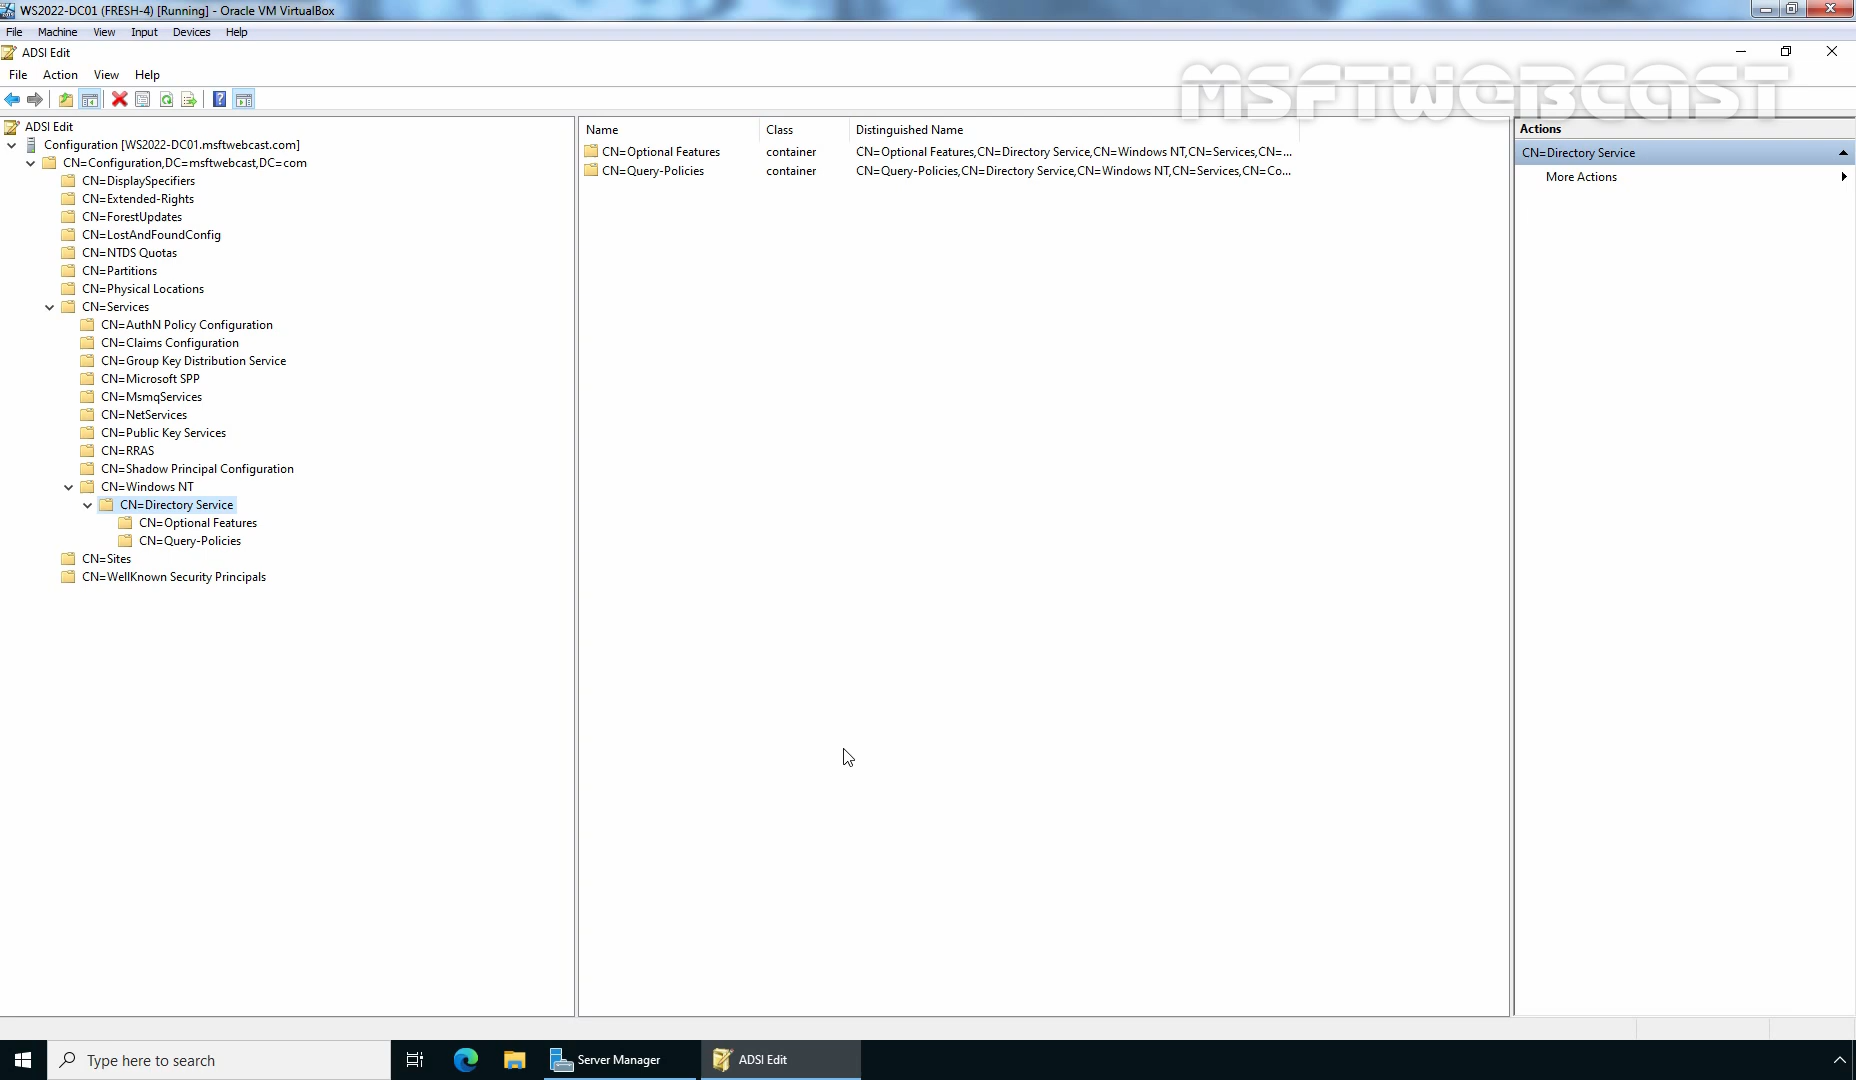 WS2022-DC01 (FRESH-4) [Running] - Oracle VM VirtualBox
File Machine View Input Devices Help
ADSI Edit
File Action View Help
MSFTWEBCAST
ADSI Edit
Configuration [WS2022-DC01.msftwebcast.com]
CN=Configuration,DC=msftwebcast,DC=com
CN=DisplaySpecifiers
CN=Extended-Rights
CN=ForestUpdates
CN=LostAndFoundConfig
CN=NTDS Quotas
CN=Partitions
CN=Physical Locations
CN=Services
CN=AuthN Policy Configuration
CN=Claims Configuration
CN=Group Key Distribution Service
CN=Microsoft SPP
CN=MsmqServices
CN=NetServices
CN=Public Key Services
CN=RRAS
CN=Shadow Principal Configuration
CN=Windows NT
CN=Directory Service
CN=Optional Features
CN=Query-Policies
CN=Sites
CN=WellKnown Security Principals
Name Class Distinguished Name
CN=Optional Features container CN=Optional Features,CN=Directory Service,CN=Windows NT,CN=Services,CN=...
CN=Query-Policies container CN=Query-Policies,CN=Directory Service,CN=Windows NT,CN=Services,CN=Co...
Actions
CN=Directory Service
More Actions
Type here to search
Server Manager
ADSI Edit